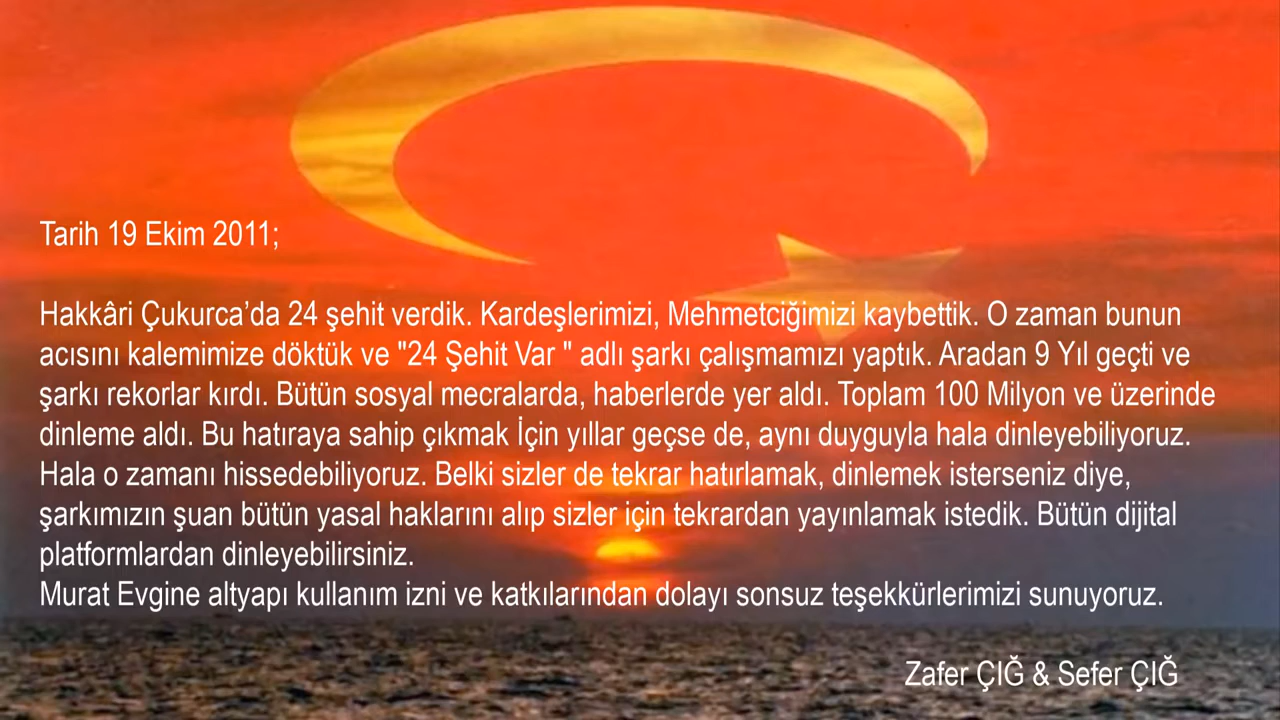 Tarih 19 Ekim 2011;
Hakkâri Çukurca’da 24 şehit verdik. Kardeşlerimizi, Mehmetciğimizi kaybettik. O zaman bunun
acısını kalemimize döktük ve "24 Şehit Var " adlı şarkı çalışmamızı yaptık. Aradan 9 Yıl geçti ve
şarkı rekorlar kırdı. Bütün sosyal mecralarda, haberlerde yer aldı. Toplam 100 Milyon ve üzerinde
dinleme aldı. Bu hatıraya sahip çıkmak İçin yıllar geçse de, aynı duyguyla hala dinleyebiliyoruz.
Hala o zamanı hissedebiliyoruz. Belki sizler de tekrar hatırlamak, dinlemek isterseniz diye,
şarkımızın şuan bütün yasal haklarını alıp sizler için tekrardan yayınlamak istedik. Bütün dijital
platformlardan dinleyebilirsiniz.
Murat Evgine altyapı kullanım izni ve katkılarından dolayı sonsuz teşekkürlerimizi sunuyoruz.
Zafer ÇIĞ & Sefer ÇIĞ